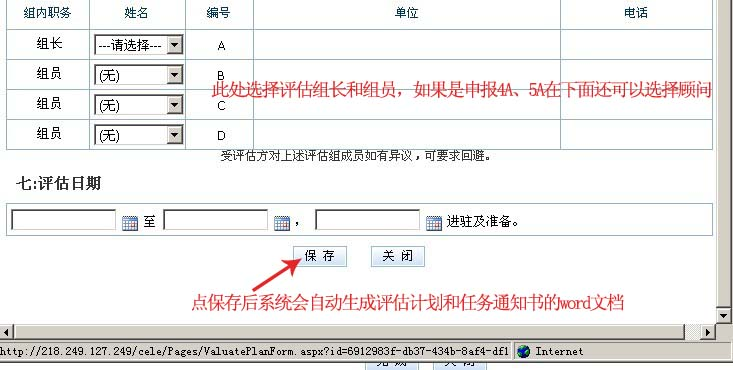 组内职务 姓名 编号 单位 电话
组长 ---请选择--- A
组员 (无) B
此处选择评估组长和组员，如果是申报4A、5A在下面还可以选择顾问
组员 (无) C
组员 (无) D
受评估方对上述评估组成员如有异议，可要求回避。
七:评估日期
至 ， 进驻及准备。
保 存 关 闭
点保存后系统会自动生成评估计划和任务通知书的word文档
http://218.249.127.249/cele/Pages/ValuatePlanForm.aspx?id=6912983f-db37-434b-8af4-df1 Internet